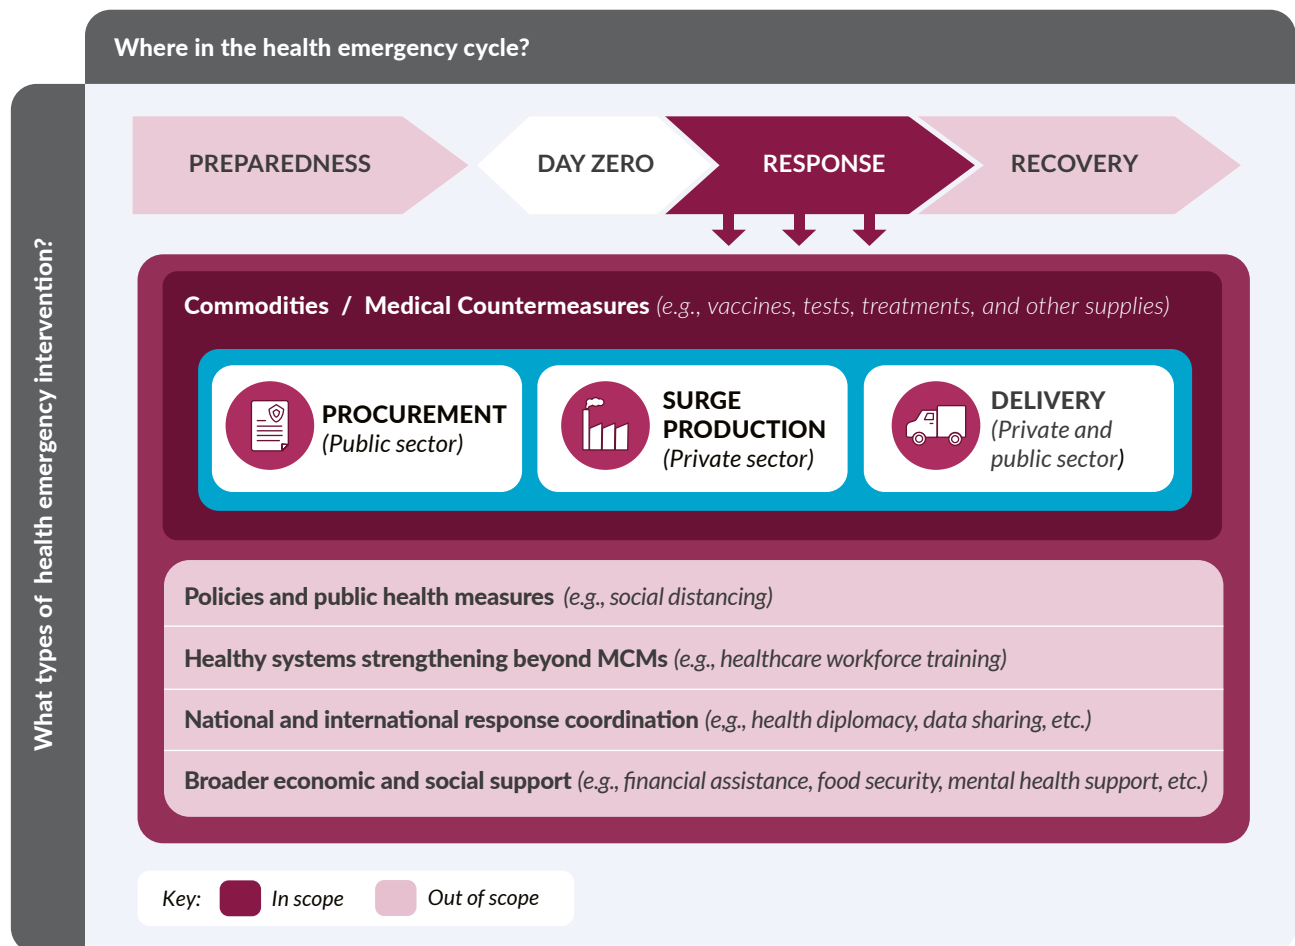 Where in the health emergency cycle?
What types of health emergency intervention?
PREPAREDNESS
DAY ZERO
RESPONSE
RECOVERY
Commodities / Medical Countermeasures (e.g., vaccines, tests, treatments, and other supplies)
PROCUREMENT
(Public sector)
SURGE
PRODUCTION
(Private sector)
DELIVERY
(Private and
public sector)
Policies and public health measures (e.g., social distancing)
Healthy systems strengthening beyond MCMs (e.g., healthcare workforce training)
National and international response coordination (e,g., health diplomacy, data sharing, etc.)
Broader economic and social support (e.g., financial assistance, food security, mental health support, etc.)
Key: In scope Out of scope